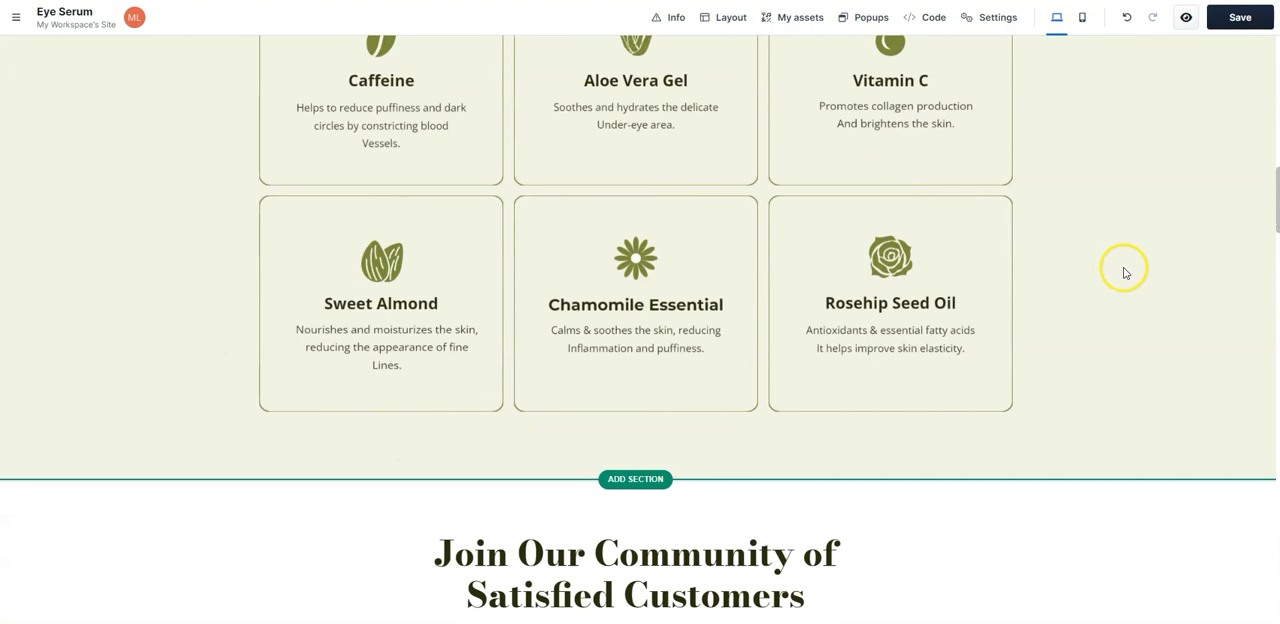 Eye Serum
My Workspace's Site
ML
Info
Layout
My assets
Popups
Code
Settings
Save
Caffeine
Helps to reduce puffiness and dark
circles by constricting blood
Vessels.
Aloe Vera Gel
Soothes and hydrates the delicate
Under-eye area.
Vitamin C
Promotes collagen production
And brightens the skin.
Sweet Almond
Nourishes and moisturizes the skin,
reducing the appearance of fine
Lines.
Chamomile Essential
Calms & soothes the skin, reducing
Inflammation and puffiness.
Rosehip Seed Oil
Antioxidants & essential fatty acids
It helps improve skin elasticity.
ADD SECTION
Join Our Community of
Satisfied Customers